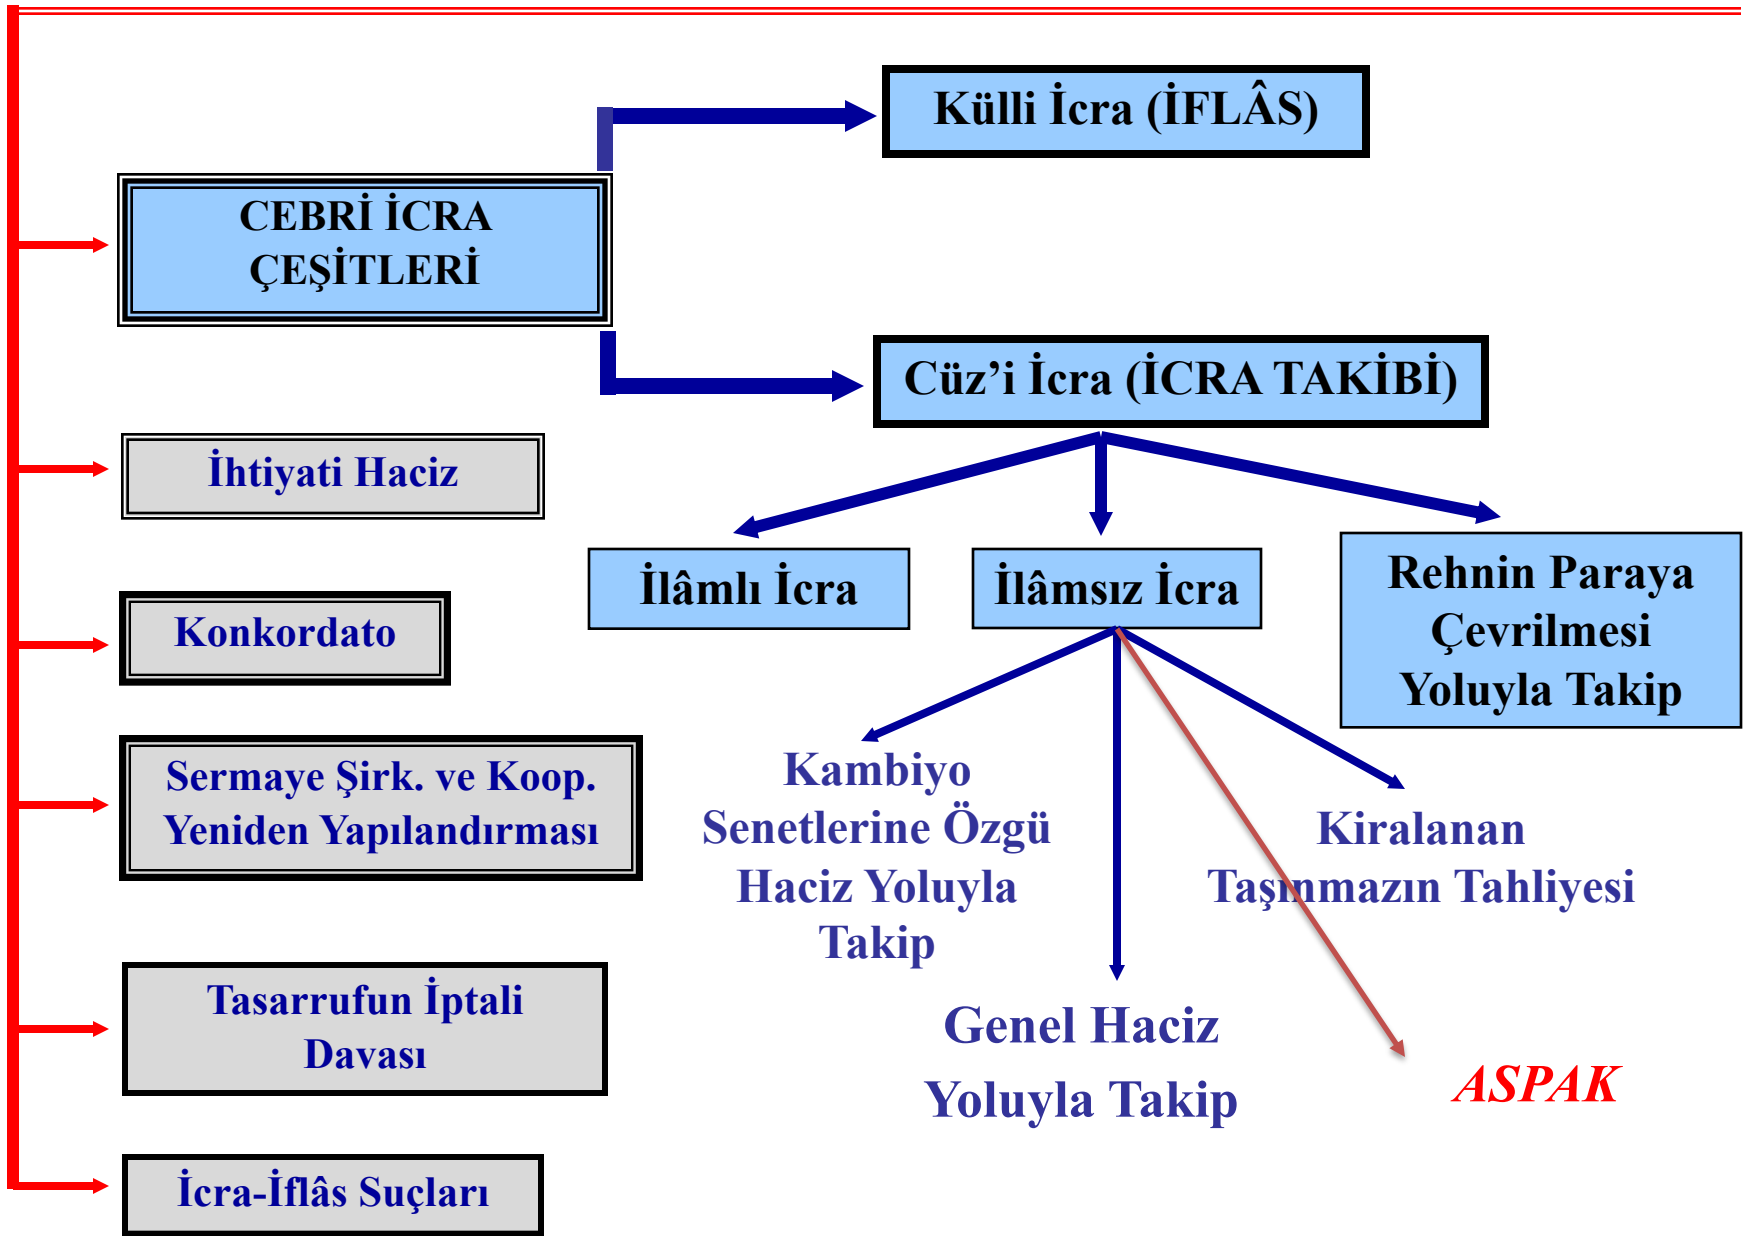 Külli İcra (İFLÂS)
CEBRİ İCRA
ÇEŞİTLERİ
Cüz’i İcra (İCRA TAKİBİ)
İhtiyati Haciz
İlâmlı İcra
İlâmsız İcra
Rehnin Paraya
Çevrilmesi
Yoluyla Takip
Konkordato
Sermaye Şirk. ve Koop.
Yeniden Yapılandırması
Kambiyo
Senetlerine Özgü
Haciz Yoluyla
Takip
Kiralanan
Taşınmazın Tahliyesi
Genel Haciz
Yoluyla Takip
ASPAK
Tasarrufun İptali
Davası
İcra-İflâs Suçları